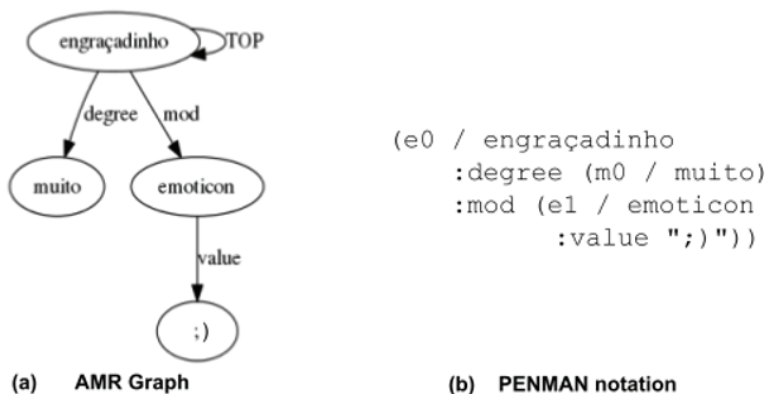 engraçadinho
TOP
degree
mod
muito
emoticon
value
;)
(a) AMR Graph
(e0 / engraçadinho
:degree (m0 / muito)
:mod (e1 / emoticon
:value ";)"))
(b) PENMAN notation